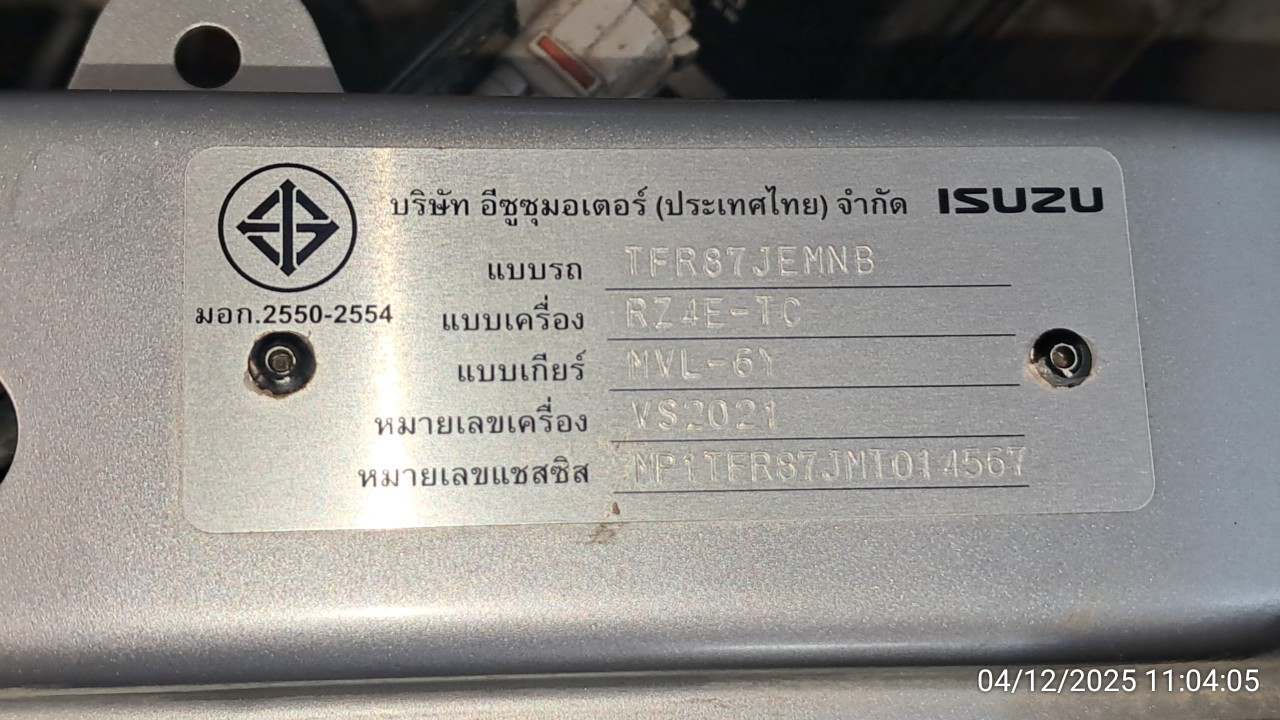 บริษัท อีซูซุมอเตอร์ (ประเทศไทย) จำกัด ISUZU
มอก.2550-2554
แบบรถ TFR87JEMNB
แบบเครื่อง RZ4E-TC
แบบเกียร์ MVL-6Y
หมายเลขเครื่อง VS2021
หมายเลขแชสซิส MP1TFR87JMT014567
04/12/2025 11:04:05